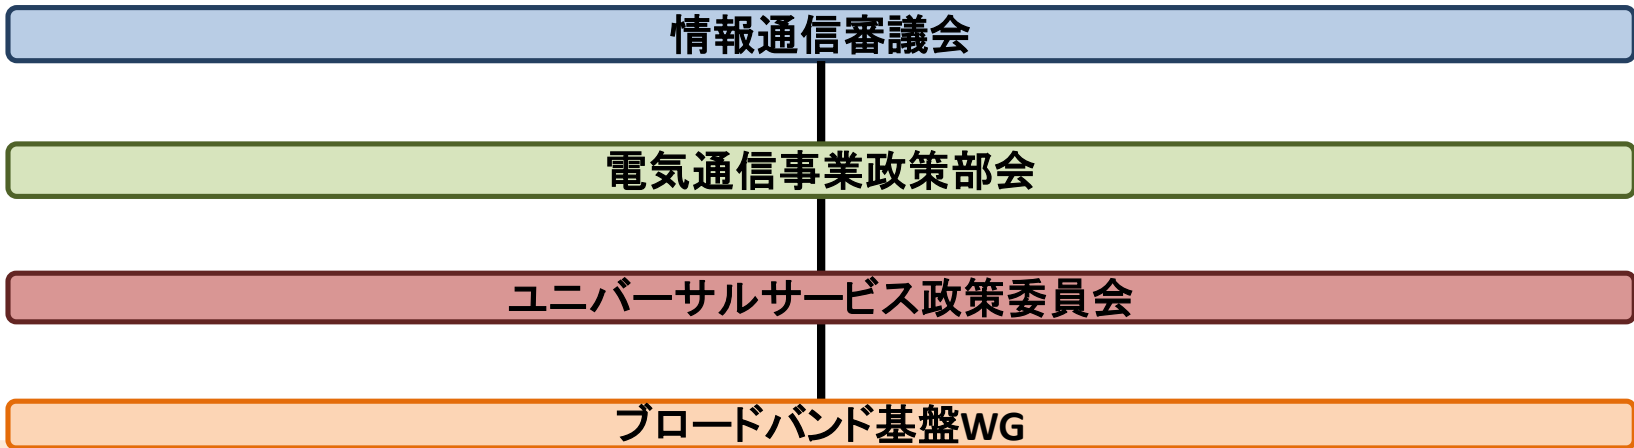 情報通信審議会
電気通信事業政策部会
ユニバーサルサービス政策委員会
ブロードバンド基盤WG